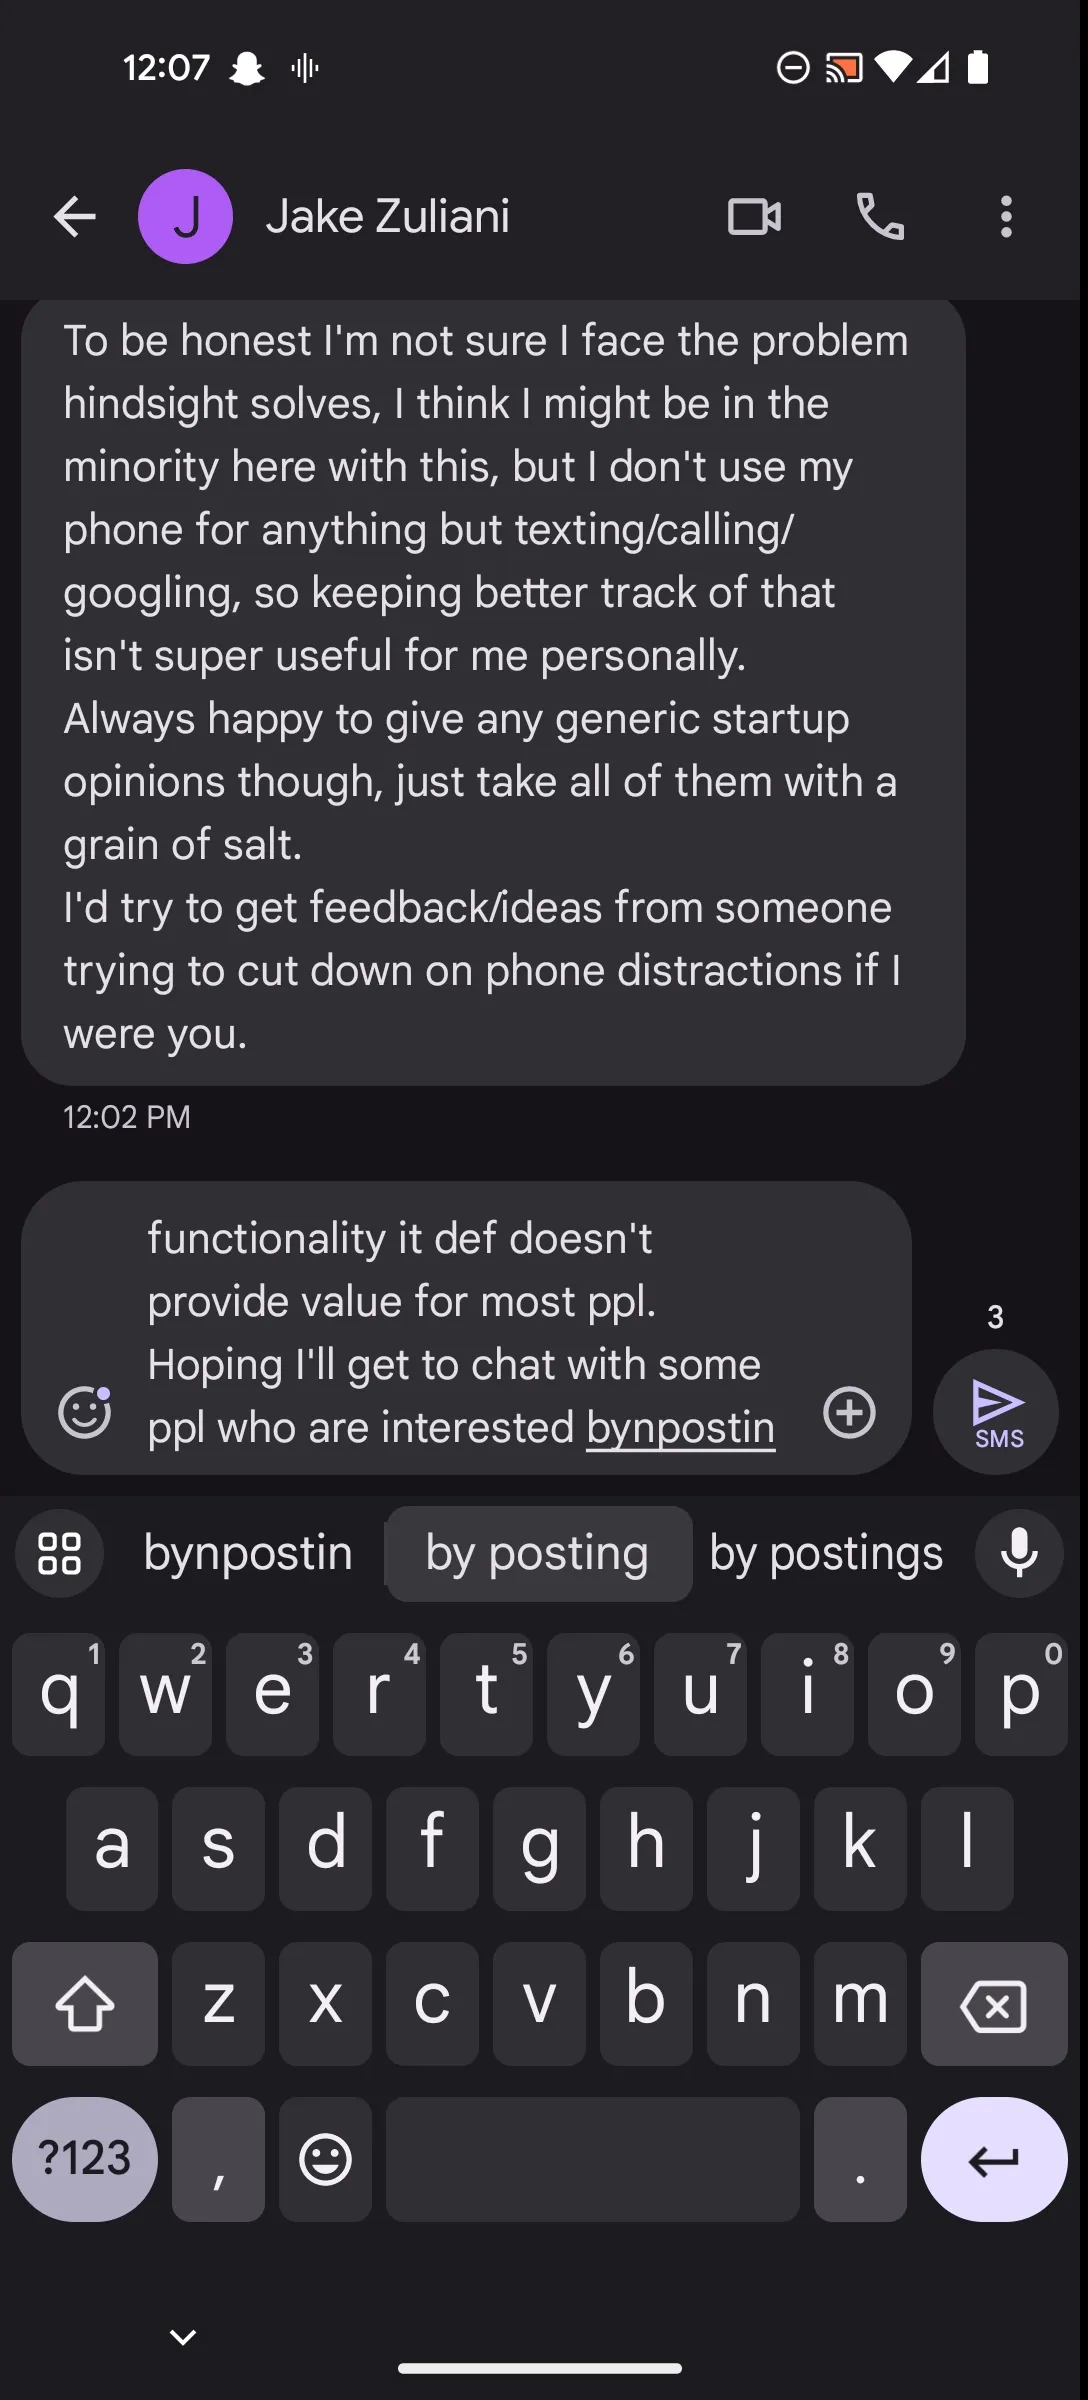 12:07
J
Jake Zuliani
To be honest I'm not sure I face the problem
hindsight solves, I think I might be in the
minority here with this, but I don't use my
phone for anything but texting/calling/
googling, so keeping better track of that
isn't super useful for me personally.
Always happy to give any generic startup
opinions though, just take all of them with a
grain of salt.
I'd try to get feedback/ideas from someone
trying to cut down on phone distractions if I
were you.
12:02 PM
functionality it def doesn't
provide value for most ppl.
Hoping I'll get to chat with some
ppl who are interested bynpostin
3
SMS
bynpostin by posting by postings
1 2 3 4 5 6 7 8 9 0
q w e r t y u i o p
a s d f g h j k l
z x c v b n m
?123 , .